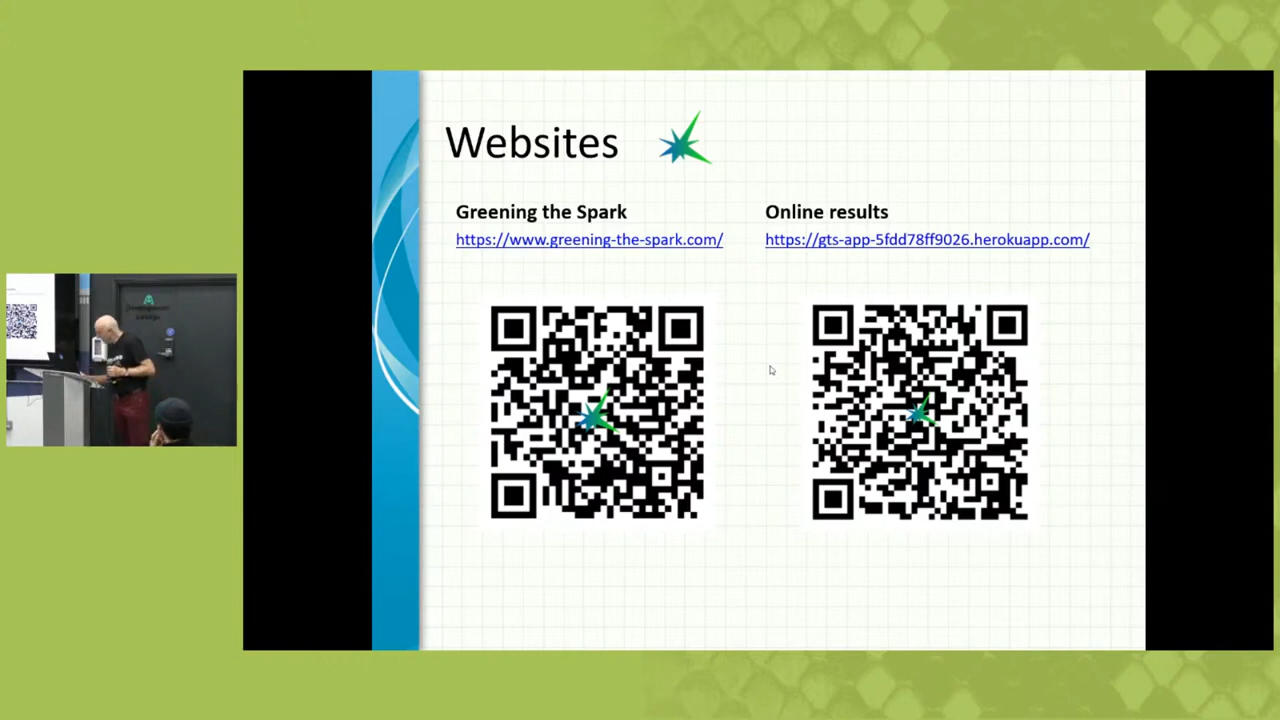 Websites
Greening the Spark
https://www.greening-the-spark.com/
Online results
https://gts-app-5fdd78ff9026.herokuapp.com/